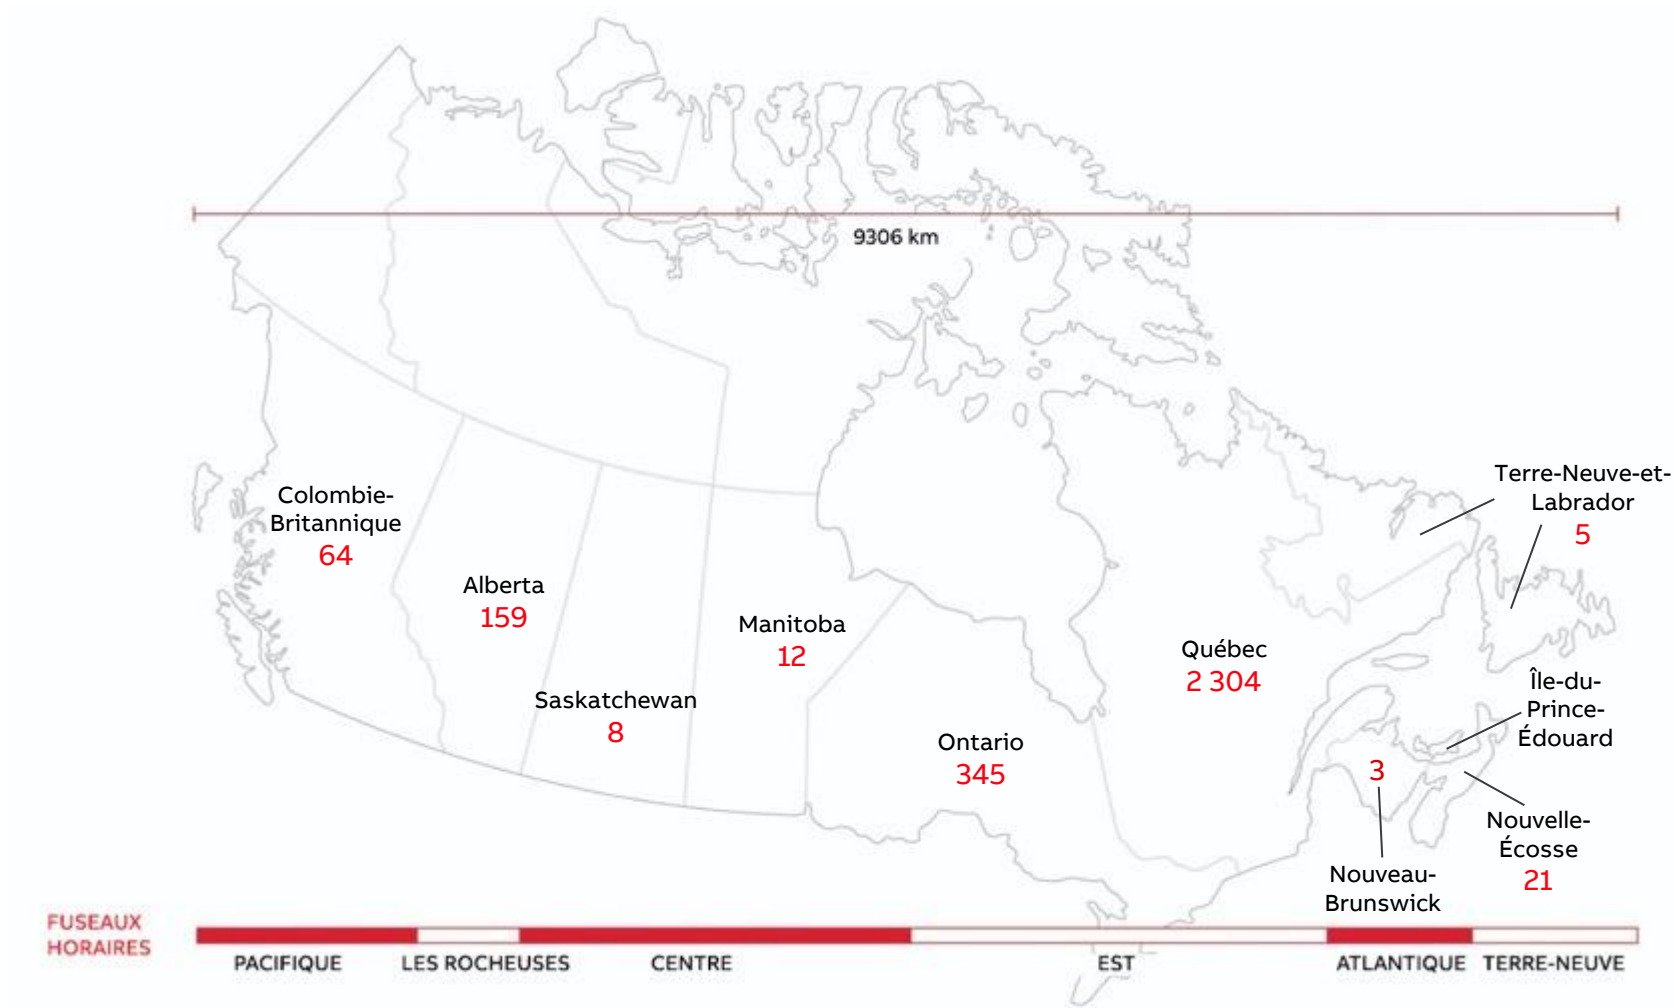 9306 km
Terre-Neuve-et-
Labrador
5
Colombie-
Britannique
64
Alberta
159
Manitoba
12
Saskatchewan
8
Ontario
345
Québec
2 304
Île-du-
Prince-
Édouard
3
Nouvelle-
Écosse
21
Nouveau-
Brunswick
FUSEAUX
HORAIRES
PACIFIQUE
LES ROCHEUSES
CENTRE
EST
ATLANTIQUE
TERRE-NEUVE